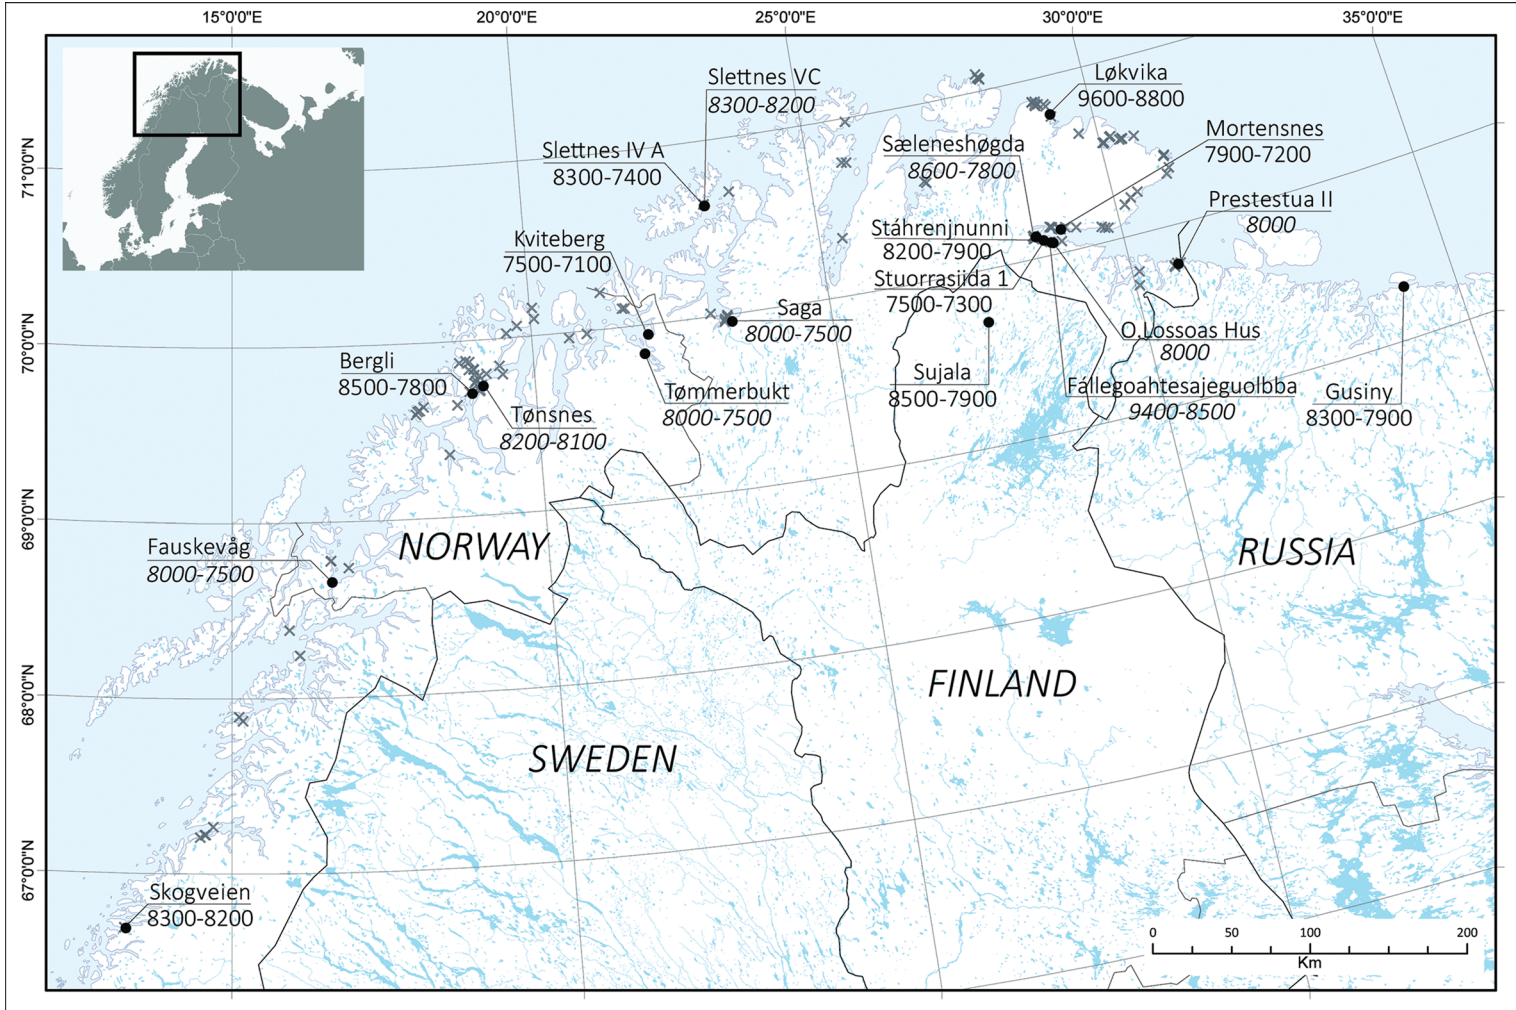 15°0'0"E
20°0'0"E
25°0'0"E
30°0'0"E
35°0'0"E
71°0'0"N
70°0'0"N
69°0'0"N
68°0'0"N
67°0'0"N
Slettnes VC
8300-8200
Løkvika
9600-8800
Slettnes IV A
8300-7400
Sæleneshøgda
8600-7800
Mortensnes
7900-7200
Prestestua II
8000
Kviteberg
7500-7100
Stáhrenjnunni
8200-7900
Stuorrasiida 1
7500-7300
Saga
8000-7500
O.Lossoas Hus
8000
Bergli
8500-7800
Tønsnes
8200-8100
Tømmerbukt
8000-7500
Sujala
8500-7900
Fállegoahtesajeguolbba
9400-8500
Gusiny
8300-7900
Fauskevåg
8000-7500
NORWAY
RUSSIA
FINLAND
SWEDEN
Skogveien
8300-8200
0
50
100
200
Km